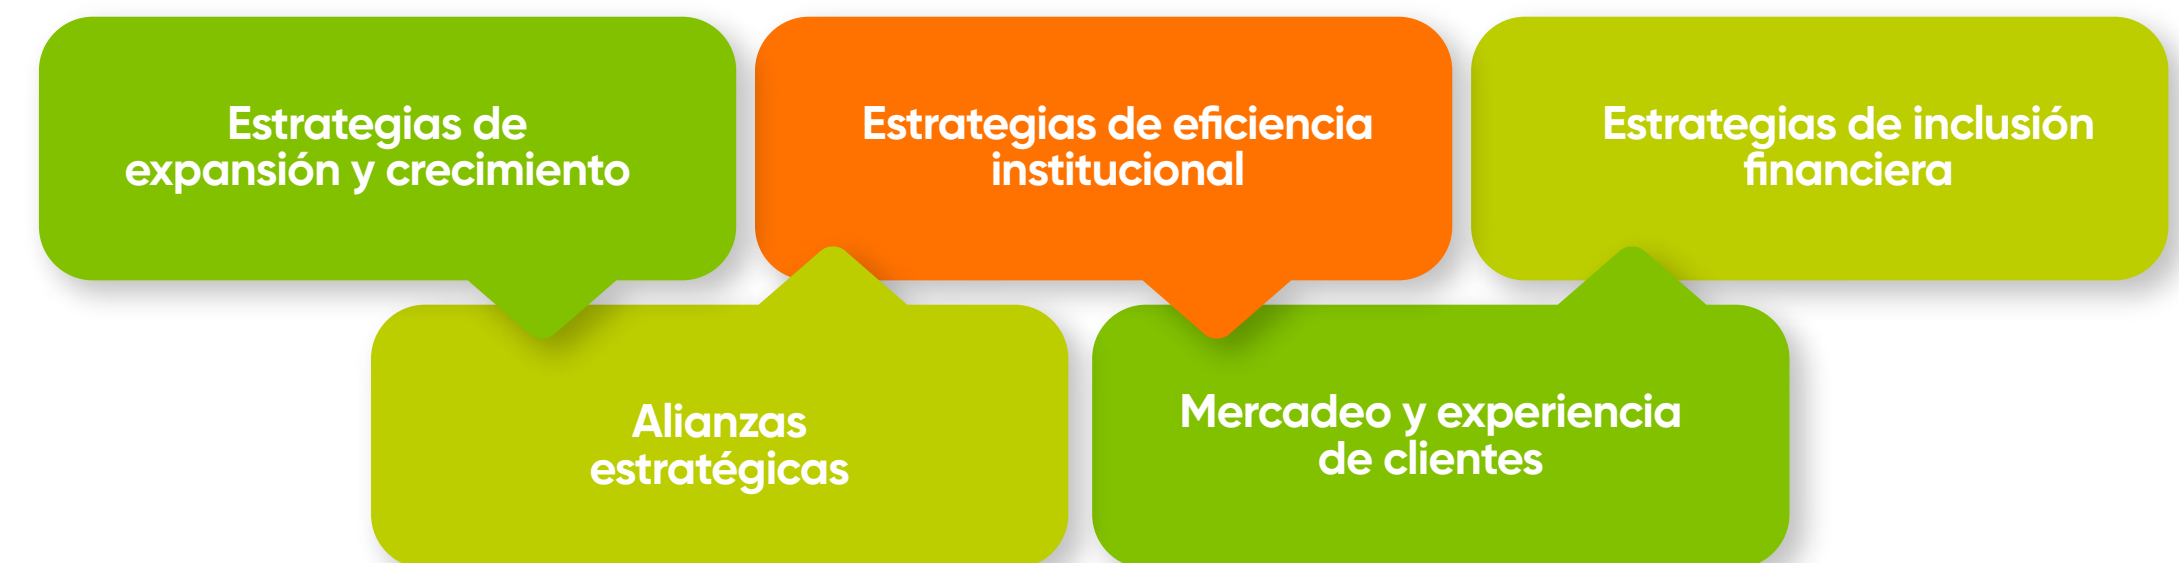 Estrategias de
expansión y crecimiento
Alianzas
estratégicas
Estrategias de eficiencia
institucional
Mercadeo y experiencia
de clientes
Estrategias de inclusión
financiera